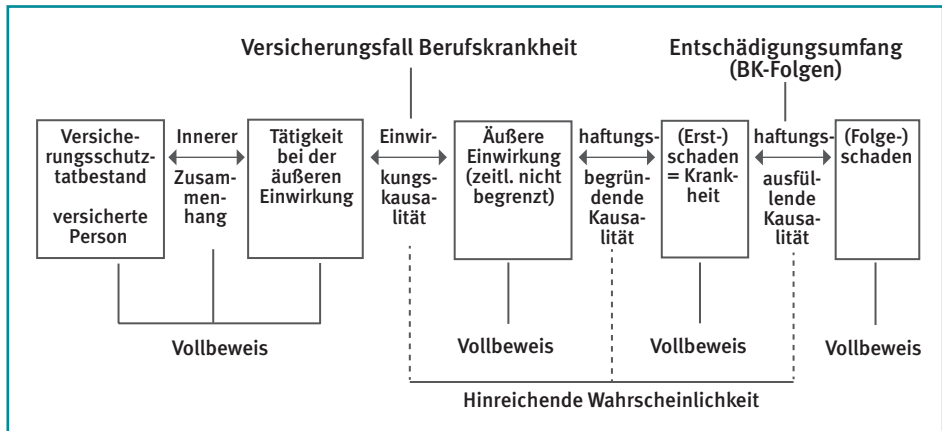 Versicherungsfall Berufskrankheit
Entschädigungsumfang
(BK-Folgen)
Versiche-
rungsschutz-
tatbestand
versicherte
Person
Innerer
Zusam-
menhang
Tätigkeit
bei der
äußeren
Einwirkung
Einwir-
kungs-
kausa-
lität
Äußere
Einwirkung
(zeitl. nicht
begrenzt)
haftungs-
begrün-
dende
Kausa-
lität
(Erst-)
schaden
= Krank-
heit
haftungs-
ausfül-
lende
Kausa-
lität
(Folge-)
schaden
Vollbeweis
Vollbeweis
Vollbeweis
Vollbeweis
Hinreichende Wahrscheinlichkeit